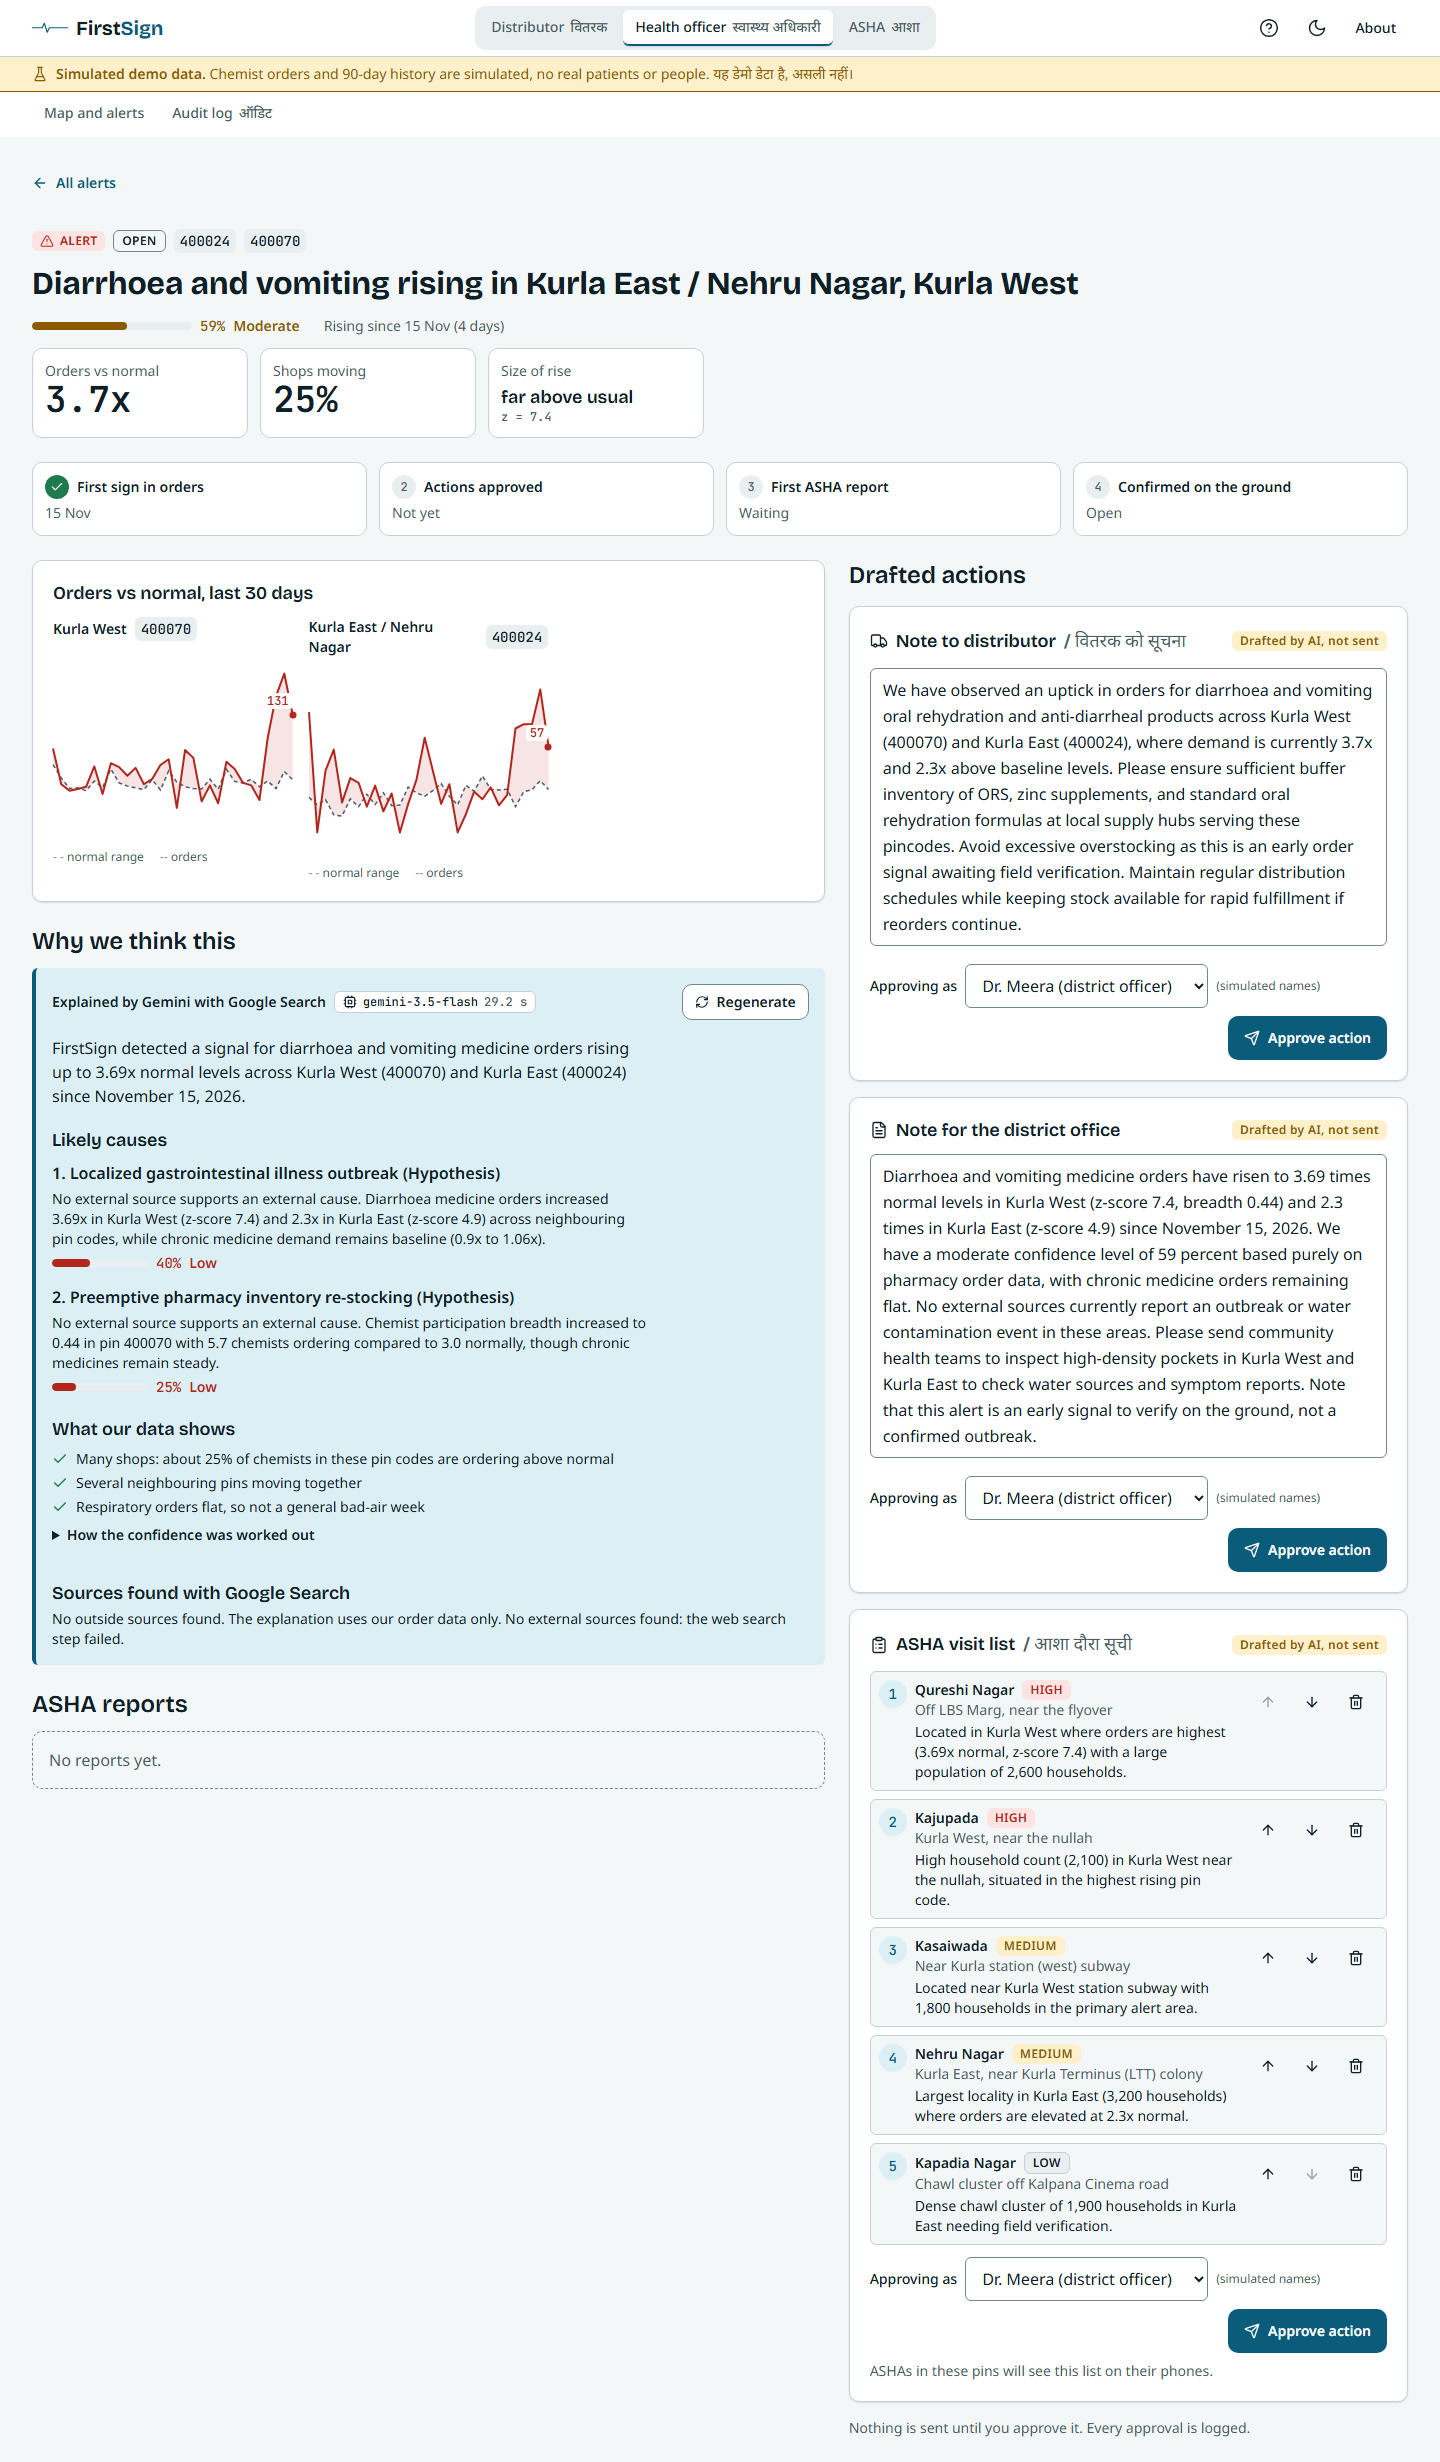 FirstSign
Distributor वितरक
Health officer स्वास्थ्य अधिकारी
ASHA आशा
About
Simulated demo data. Chemist orders and 90-day history are simulated, no real patients or people. यह डेमो डेटा है, असली नहीं।
Map and alerts
Audit log ऑडिट
All alerts
ALERT OPEN 400024 400070
Diarrhoea and vomiting rising in Kurla East / Nehru Nagar, Kurla West
59% Moderate
Rising since 15 Nov (4 days)
Orders vs normal
3.7x
Shops moving
25%
Size of rise
far above usual
z = 7.4
First sign in orders
15 Nov
2 Actions approved
Not yet
3 First ASHA report
Waiting
4 Confirmed on the ground
Open
Orders vs normal, last 30 days
Kurla West 400070
131
- - normal range -- orders
Kurla East / Nehru
Nagar
400024
57
- - normal range -- orders
Why we think this
Explained by Gemini with Google Search gemini-3.5-flash 29.2 s
Regenerate
FirstSign detected a signal for diarrhoea and vomiting medicine orders rising
up to 3.69x normal levels across Kurla West (400070) and Kurla East (400024)
since November 15, 2026.
Likely causes
1. Localized gastrointestinal illness outbreak (Hypothesis)
No external source supports an external cause. Diarrhoea medicine orders increased
3.69x in Kurla West (z-score 7.4) and 2.3x in Kurla East (z-score 4.9) across neighbouring
pin codes, while chronic medicine demand remains baseline (0.9x to 1.06x).
40% Low
2. Preemptive pharmacy inventory re-stocking (Hypothesis)
No external source supports an external cause. Chemist participation breadth increased to
0.44 in pin 400070 with 5.7 chemists ordering compared to 3.0 normally, though chronic
medicines remain steady.
25% Low
What our data shows
Many shops: about 25% of chemists in these pin codes are ordering above normal
Several neighbouring pins moving together
Respiratory orders flat, so not a general bad-air week
How the confidence was worked out
Sources found with Google Search
No outside sources found. The explanation uses our order data only. No external sources found: the web search
step failed.
ASHA reports
No reports yet.
Drafted actions
Note to distributor / वितरक को सूचना
Drafted by AI, not sent
We have observed an uptick in orders for diarrhoea and vomiting
oral rehydration and anti-diarrheal products across Kurla West
(400070) and Kurla East (400024), where demand is currently 3.7x
and 2.3x above baseline levels. Please ensure sufficient buffer
inventory of ORS, zinc supplements, and standard oral
rehydration formulas at local supply hubs serving these
pincodes. Avoid excessive overstocking as this is an early order
signal awaiting field verification. Maintain regular distribution
schedules while keeping stock available for rapid fulfillment if
reorders continue.
Approving as Dr. Meera (district officer) (simulated names)
Approve action
Note for the district office
Drafted by AI, not sent
Diarrhoea and vomiting medicine orders have risen to 3.69 times
normal levels in Kurla West (z-score 7.4, breadth 0.44) and 2.3
times in Kurla East (z-score 4.9) since November 15, 2026. We
have a moderate confidence level of 59 percent based purely on
pharmacy order data, with chronic medicine orders remaining
flat. No external sources currently report an outbreak or water
contamination event in these areas. Please send community
health teams to inspect high-density pockets in Kurla West and
Kurla East to check water sources and symptom reports. Note
that this alert is an early signal to verify on the ground, not a
confirmed outbreak.
Approving as Dr. Meera (district officer) (simulated names)
Approve action
ASHA visit list / आशा दौरा सूची
Drafted by AI, not sent
1 Qureshi Nagar HIGH
Off LBS Marg, near the flyover
Located in Kurla West where orders are highest
(3.69x normal, z-score 7.4) with a large
population of 2,600 households.
2 Kajupada HIGH
Kurla West, near the nullah
High household count (2,100) in Kurla West near
the nullah, situated in the highest rising pin
code.
3 Kasaiwada MEDIUM
Near Kurla station (west) subway
Located near Kurla West station subway with
1,800 households in the primary alert area.
4 Nehru Nagar MEDIUM
Kurla East, near Kurla Terminus (LTT) colony
Largest locality in Kurla East (3,200 households)
where orders are elevated at 2.3x normal.
5 Kapadia Nagar LOW
Chawl cluster off Kalpana Cinema road
Dense chawl cluster of 1,900 households in Kurla
East needing field verification.
Approving as Dr. Meera (district officer) (simulated names)
Approve action
ASHAs in these pins will see this list on their phones.
Nothing is sent until you approve it. Every approval is logged.